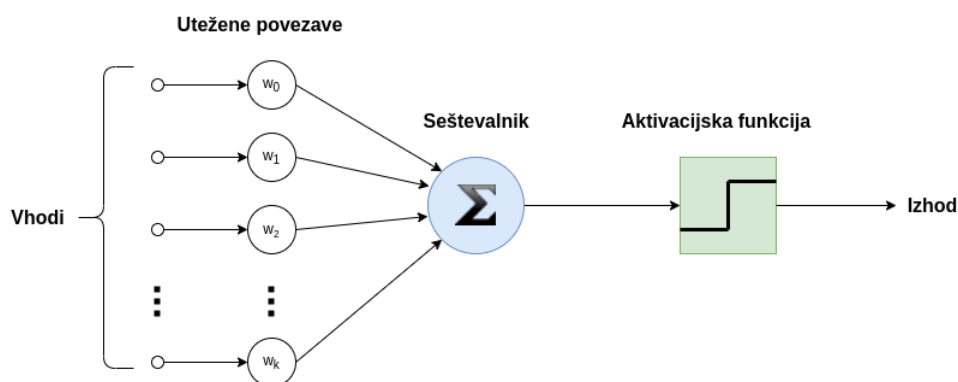 Utežene povezave
w0
Seštevalnik
Aktivacijska funkcija
w1
Vhodi
Σ
Izhod
w2
wk